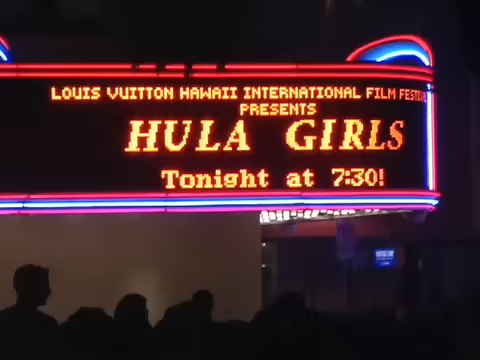 LOUIS VUITTON HAWAII INTERNATIONAL FILM FESTIVAL
PRESENTS
HULA GIRLS
Tonight at 7:30!